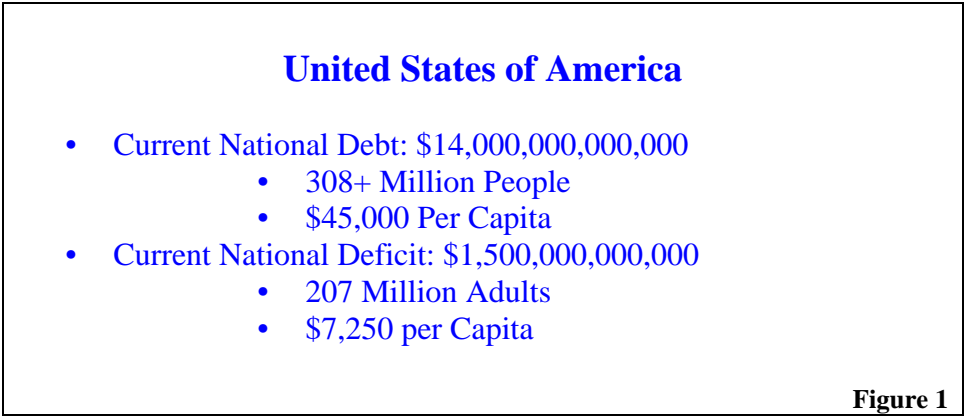 United States of America
• Current National Debt: $14,000,000,000,000
• 308+ Million People
• $45,000 Per Capita
• Current National Deficit: $1,500,000,000,000
• 207 Million Adults
• $7,250 per Capita
Figure 1